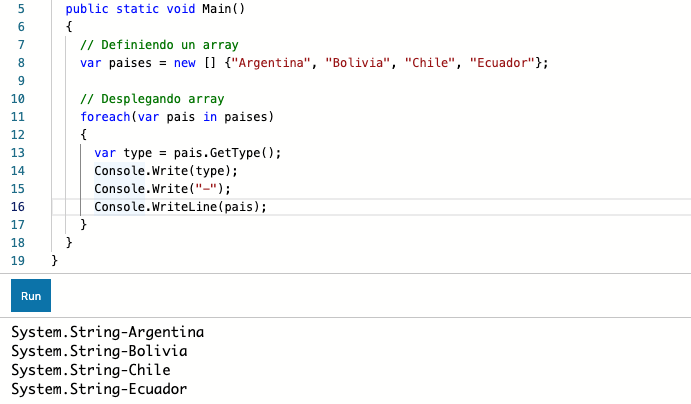 5 public static void Main()
6 {
7 // Definiendo un array
8 var paises = new [] {"Argentina", "Bolivia", "Chile", "Ecuador"};
9
10 // Desplegando array
11 foreach(var pais in paises)
12 {
13 var type = pais.GetType();
14 Console.Write(type);
15 Console.Write("-");
16 Console.WriteLine(pais);
17 }
18 }
19 }
Run
System.String-Argentina
System.String-Bolivia
System.String-Chile
System.String-Ecuador